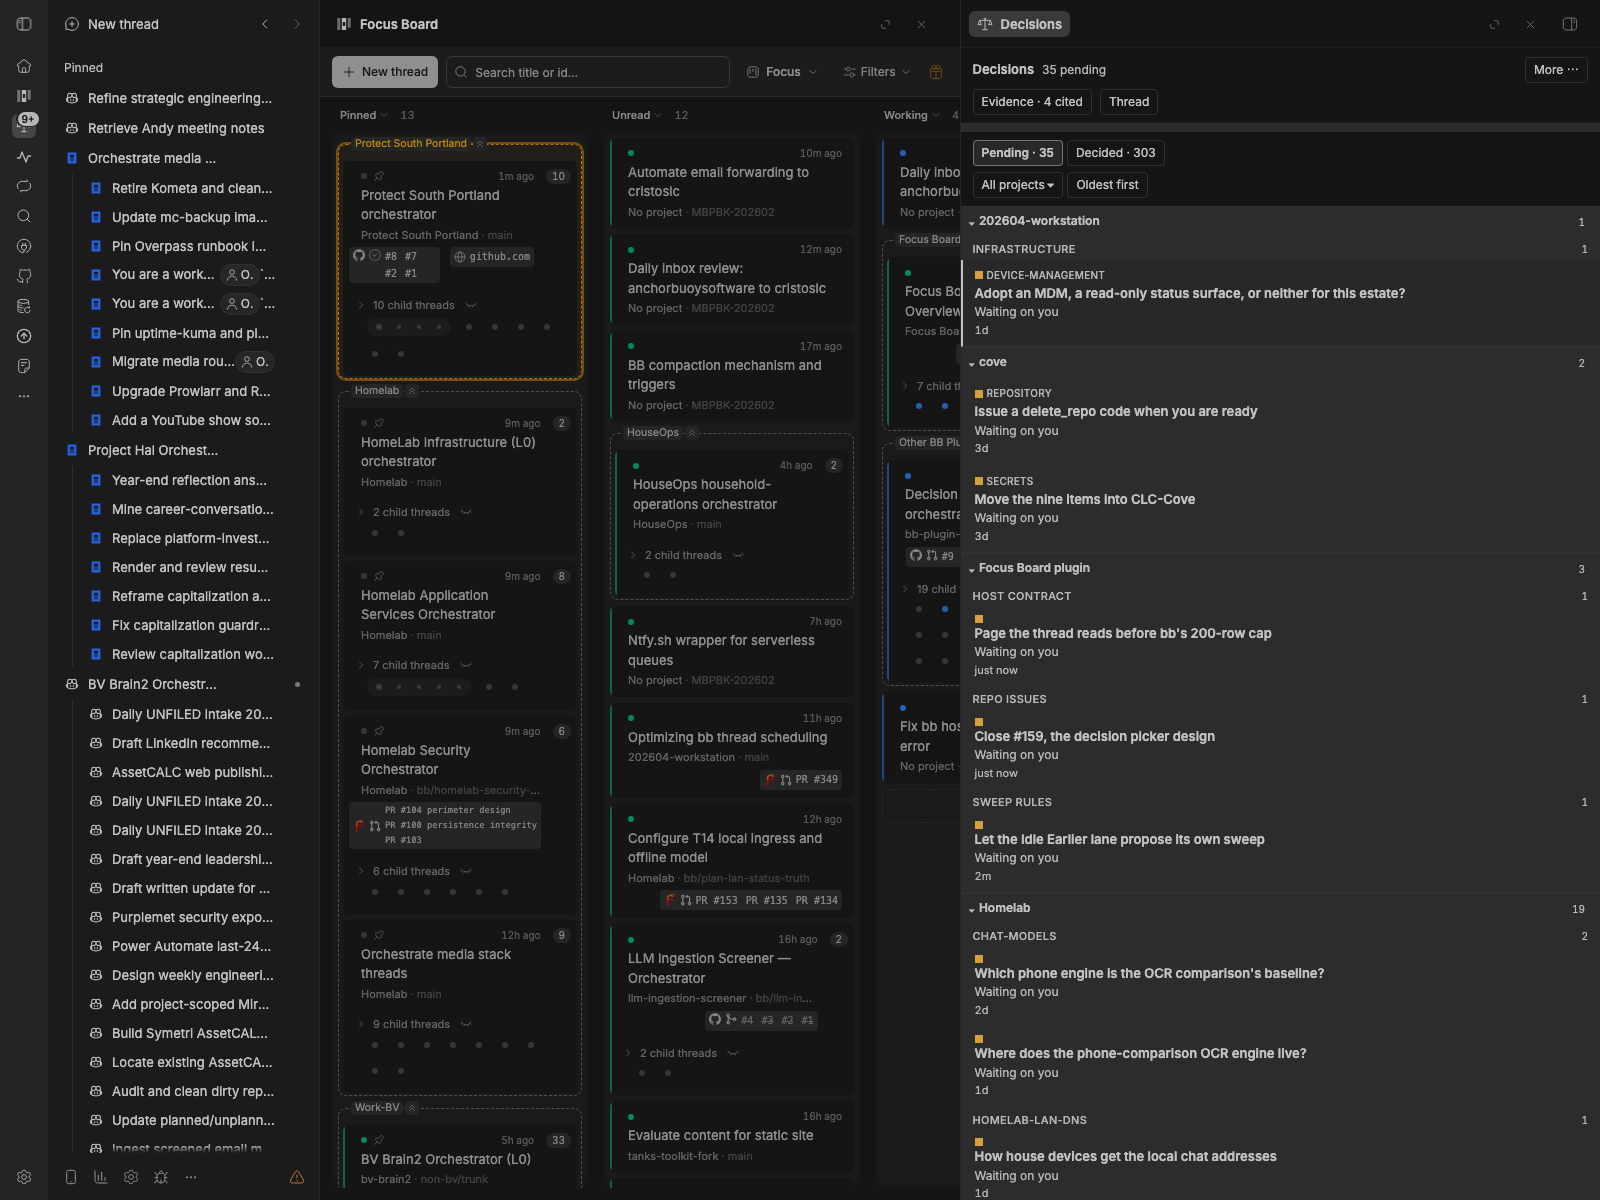 New thread
Pinned
Refine strategic engineering...
Retrieve Andy meeting notes
Orchestrate media ...
Retire Kometa and clean...
Update mc-backup ima...
Pin Overpass runbook i...
You are a work... O.
You are a work... O.
Pin uptime-kuma and pl...
Migrate media rou... O.
Upgrade Prowlarr and R...
Add a YouTube show so...
Project Hal Orchest...
Year-end reflection ans...
Mine career-conversatio...
Replace platform-invest...
Render and review resu...
Reframe capitalization a...
Fix capitalization guardr...
Review capitalization wo...
BV Brain2 Orchestr...
Daily UNFILED intake 20...
Draft LinkedIn recomme...
AssetCALC web publishi...
Daily UNFILED intake 20...
Daily UNFILED intake 20...
Draft year-end leadershi...
Draft written update for ...
Purplemet security expo...
Power Automate last-24...
Design weekly engineeri...
Add project-scoped Mir...
Build Symetri AssetCAL...
Locate existing AssetCA...
Audit and clean dirty rep...
Update planned/unplann...
Ingest screened email m...
9+
Focus Board
New thread
Search title or id...
Focus
Filters
Pinned 13
Protect South Portland
1m ago 10
Protect South Portland
orchestrator
Protect South Portland · main
#8 #7
#2 #1
github.com
10 child threads
Homelab
9m ago 2
HomeLab Infrastructure (L0)
orchestrator
Homelab · main
2 child threads
9m ago 8
Homelab Application
Services Orchestrator
Homelab · main
7 child threads
9m ago 6
Homelab Security
Orchestrator
Homelab · bb/homelab-security-...
PR #104 perimeter design
PR #100 persistence integrity
PR #103
6 child threads
12h ago 9
Orchestrate media stack
threads
Homelab · main
9 child threads
Work-BV
5h ago 33
BV Brain2 Orchestrator (L0)
bv-brain2 · non-bv/trunk
Unread 12
10m ago
Automate email forwarding to
cristosic
No project · MBPBK-202602
12m ago
Daily inbox review:
anchorbuoysoftware to cristosic
No project · MBPBK-202602
17m ago
BB compaction mechanism and
triggers
No project · MBPBK-202602
HouseOps
4h ago 2
HouseOps household-
operations orchestrator
HouseOps · main
2 child threads
7h ago
Ntfy.sh wrapper for serverless
queues
No project · MBPBK-202602
11h ago
Optimizing bb thread scheduling
202604-workstation · main
PR #349
12h ago
Configure T14 local ingress and
offline model
Homelab · bb/plan-lan-status-truth
PR #153 PR #135 PR #134
16h ago 2
LLM Ingestion Screener —
Orchestrator
llm-ingestion-screener · bb/llm-in...
#4 #3 #2 #1
2 child threads
16h ago
Evaluate content for static site
tanks-toolkit-fork · main
Working 4
Daily inbo
anchorbu
No project
Focus Board
Focus Bo
Overview
Focus Boa
7 child t
Other BB Plu
Decision
orchestra
bb-plugin-
#9
19 child
Fix bb hos
error
No project
Decisions
Decisions 35 pending
More ···
Evidence · 4 cited
Thread
Pending · 35
Decided · 303
All projects
Oldest first
202604-workstation 1
INFRASTRUCTURE 1
DEVICE-MANAGEMENT
Adopt an MDM, a read-only status surface, or neither for this estate?
Waiting on you
1d
cove 2
REPOSITORY
Issue a delete_repo code when you are ready
Waiting on you
3d
SECRETS
Move the nine items into CLC-Cove
Waiting on you
3d
Focus Board plugin 3
HOST CONTRACT 1
Page the thread reads before bb's 200-row cap
Waiting on you
just now
REPO ISSUES 1
Close #159, the decision picker design
Waiting on you
just now
SWEEP RULES 1
Let the Idle Earlier lane propose its own sweep
Waiting on you
2m
Homelab 19
CHAT-MODELS 2
Which phone engine is the OCR comparison's baseline?
Waiting on you
2d
Where does the phone-comparison OCR engine live?
Waiting on you
1d
HOMELAB-LAN-DNS 1
How house devices get the local chat addresses
Waiting on you
1d